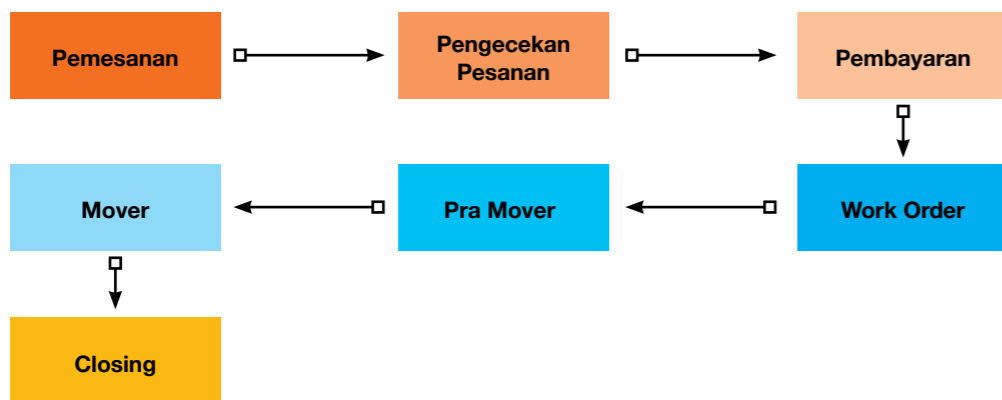 Pemesanan
Pengecekan
Pesanan
Pembayaran
Work Order
Pra Mover
Mover
Closing